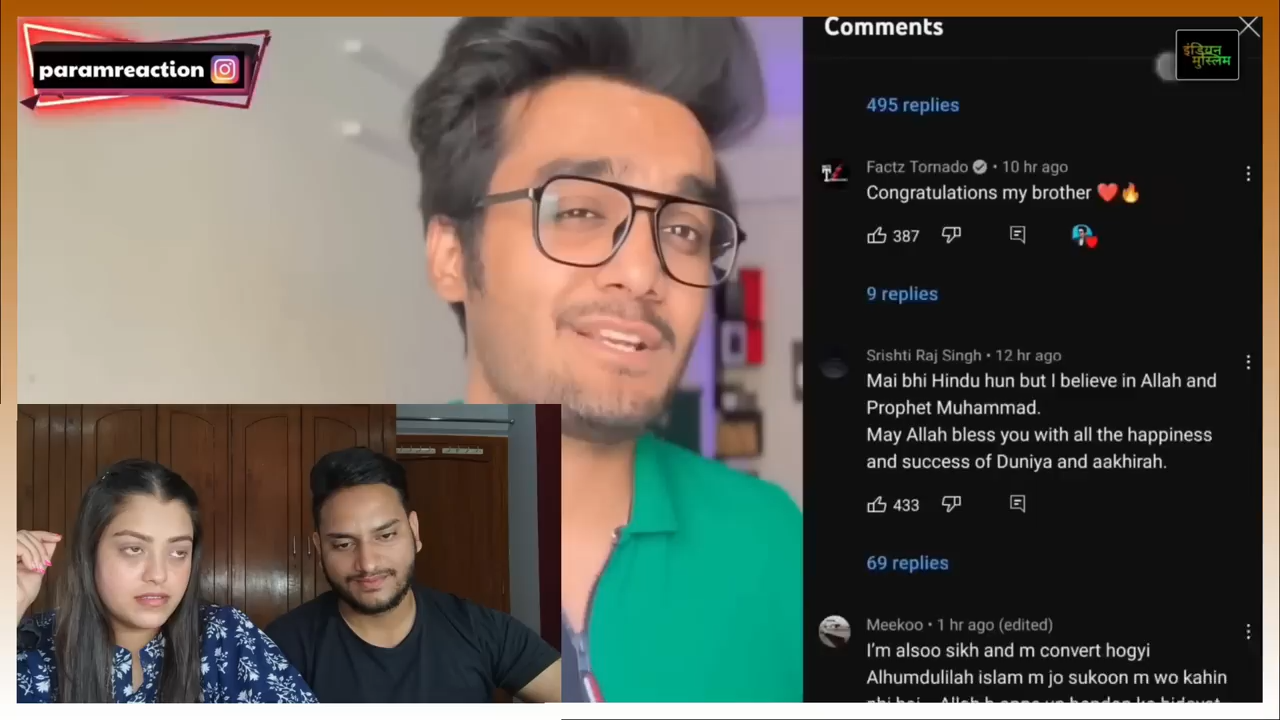 paramreaction
Comments
इंडियन
मुस्लिम
495 replies
Factz Tornado • 10 hr ago
Congratulations my brother ❤️🔥
387
9 replies
Srishti Raj Singh • 12 hr ago
Mai bhi Hindu hun but I believe in Allah and
Prophet Muhammad.
May Allah bless you with all the happiness
and success of Duniya and aakhirah.
433
69 replies
Meekoo • 1 hr ago (edited)
I'm alsoo sikh and m convert hogyi
Alhumdulilah islam m jo sukoon m wo kahin